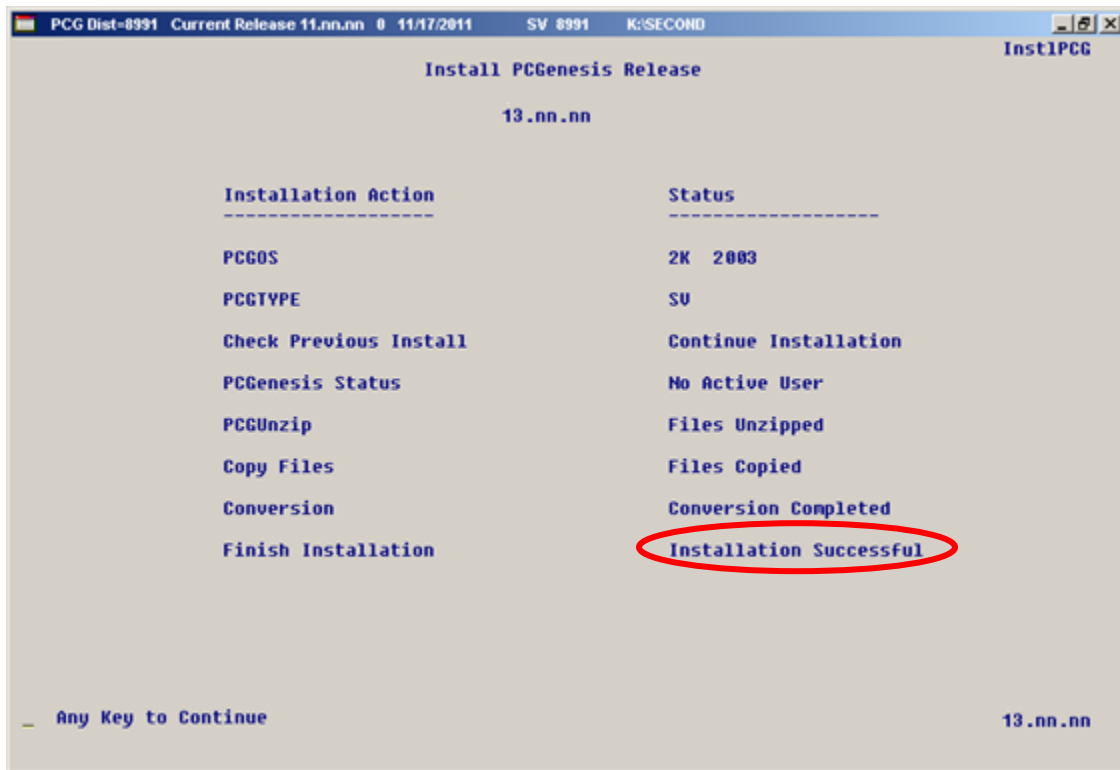 PCG Dist=8991 Current Release 11.nn.nn 0 11/17/2011 SV 8991 K:\SECOND
InstlPCG
Install PCGenesis Release
13.nn.nn
Installation Action Status
-------------------- --------------------
PCGOS 2K 2003
PCGTYPE SV
Check Previous Install Continue Installation
PCGenesis Status No Active User
PCGUnzip Files Unzipped
Copy Files Files Copied
Conversion Conversion Completed
Finish Installation Installation Successful
_ Any Key to Continue 13.nn.nn